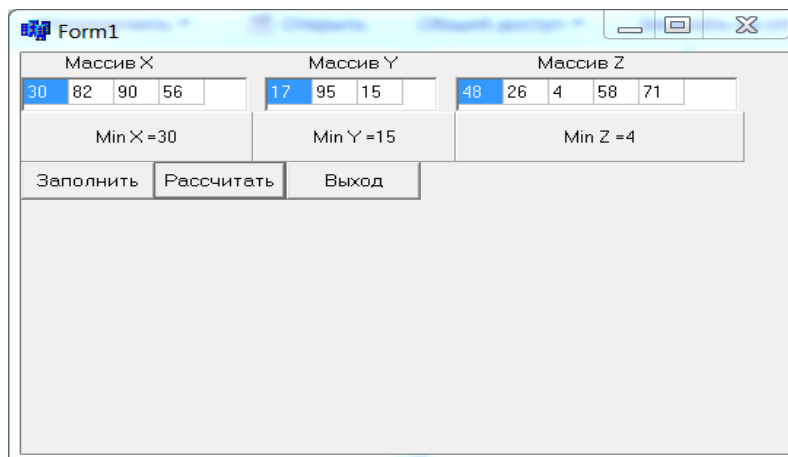 Form1
Массив X Массив Y Массив Z
30 82 90 56 17 95 15 48 26 4 58 71
Min X =30 Min Y =15 Min Z =4
Заполнить Рассчитать Выход